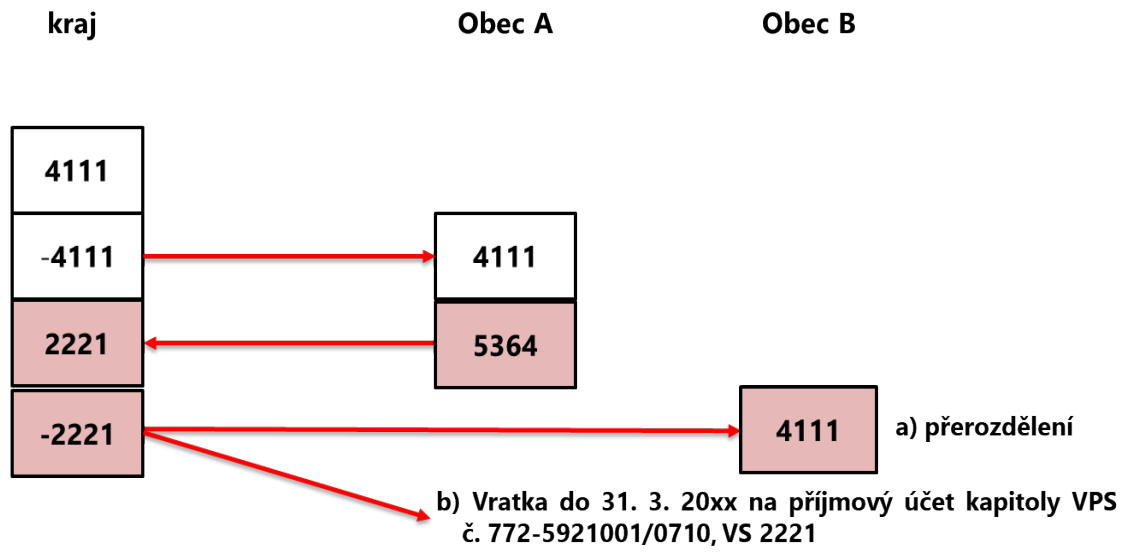 kraj Obec A Obec B
4111
-4111 4111
2221 5364
-2221 4111 a) přerozdělení
b) Vratka do 31. 3. 20xx na příjmový účet kapitoly VPS
č. 772-5921001/0710, VS 2221